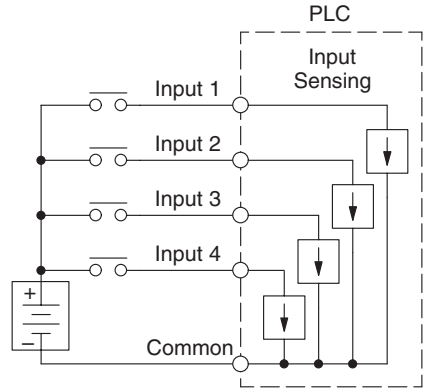 PLC
Input
Sensing
Input 1
Input 2
Input 3
Input 4
+
–
Common